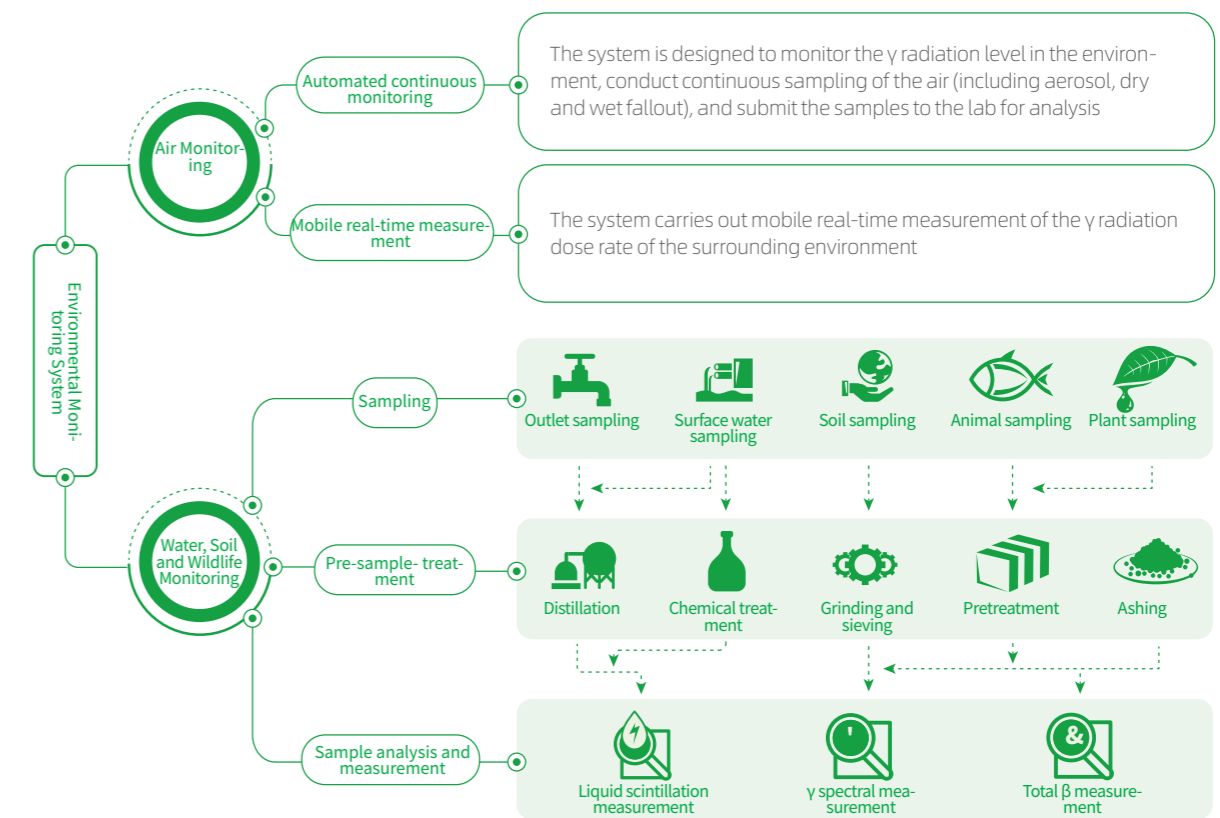 The system is designed to monitor the γ radiation level in the environ-
ment, conduct continuous sampling of the air (including aerosol, dry
and wet fallout), and submit the samples to the lab for analysis
Automated continuous
monitoring
Air Monitor-
ing
Mobile real-time measure-
ment
The system carries out mobile real-time measurement of the γ radiation
dose rate of the surrounding environment
Environmental Moni-
toring System
Sampling
Outlet sampling
Surface water
sampling
Soil sampling
Animal sampling
Plant sampling
Water, Soil
and Wildlife
Monitoring
Pre-sample- treat-
ment
Distillation
Chemical treat-
ment
Grinding and
sieving
Pretreatment
Ashing
Sample analysis and
measurement
'
&
Liquid scintillation
measurement
γ spectral mea-
surement
Total β measure-
ment